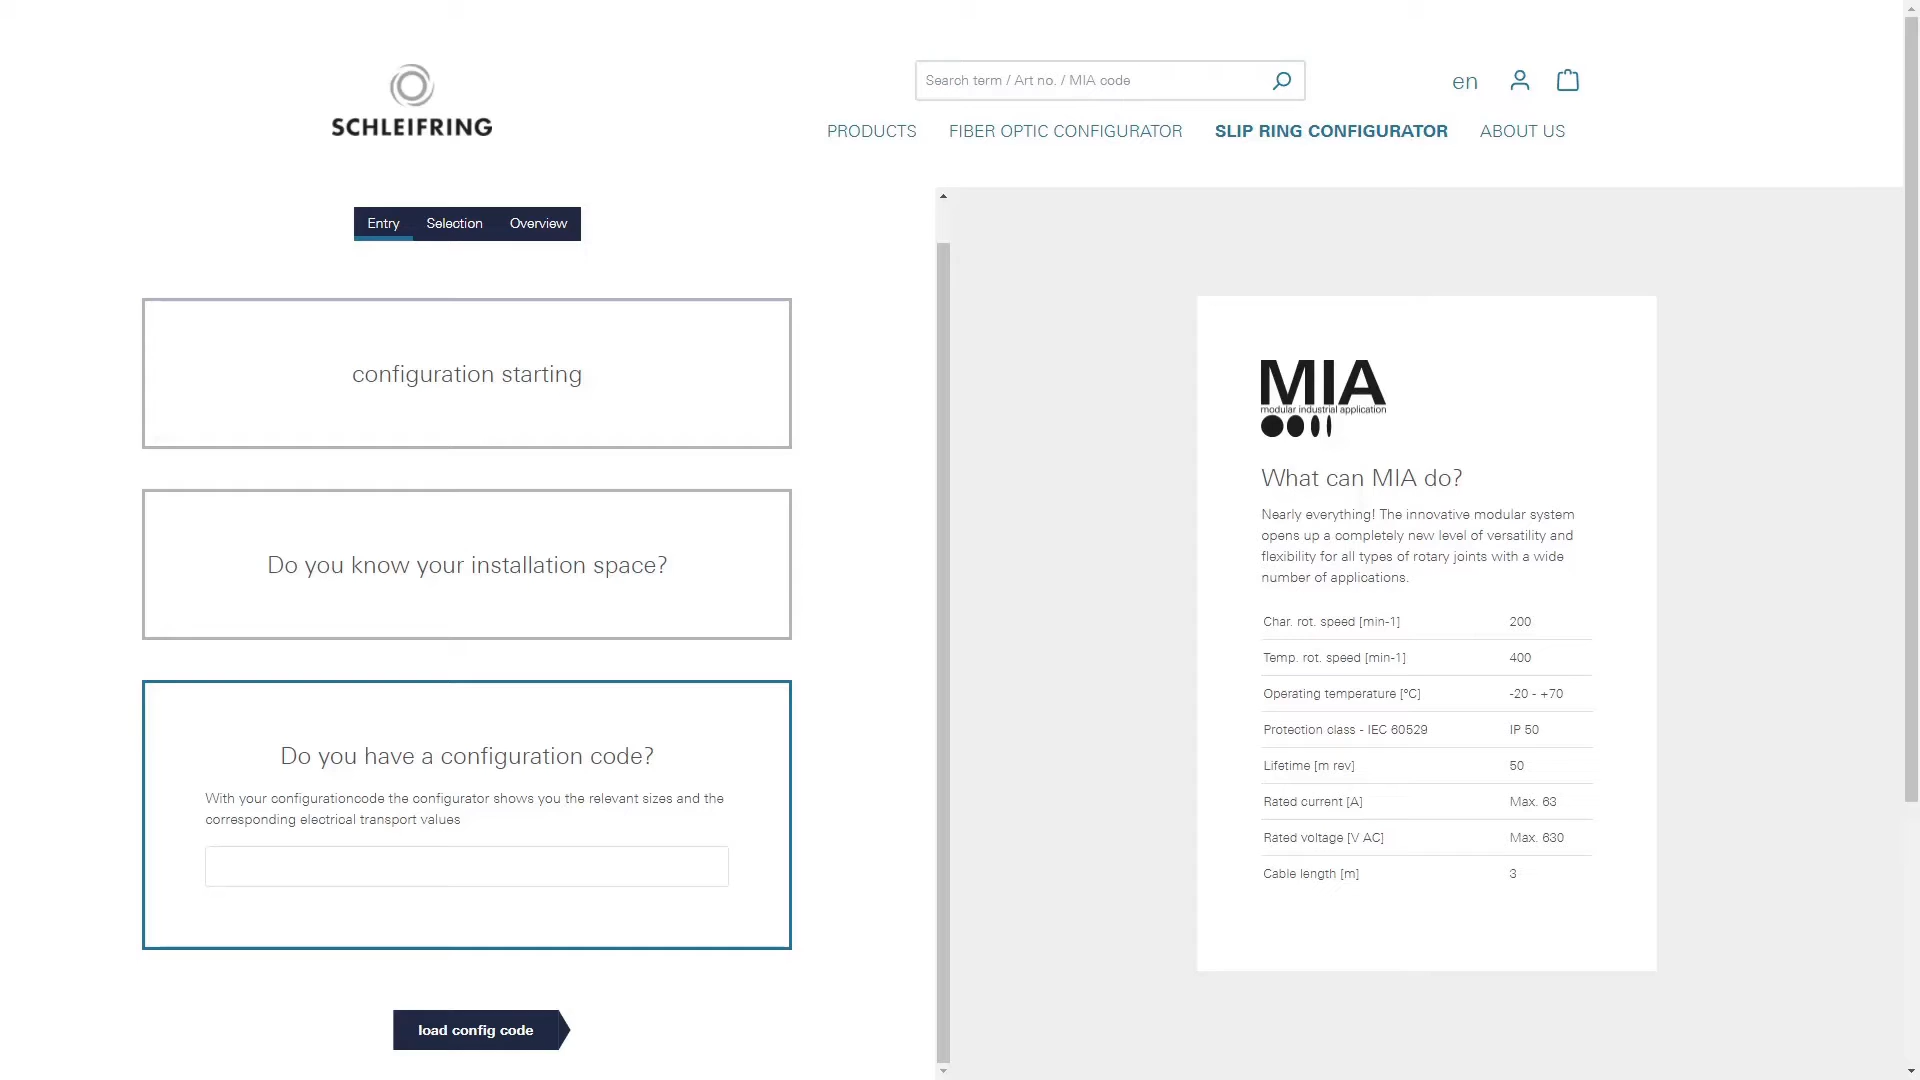 SCHLEIFRING
Search term / Art no. / MIA code
en
PRODUCTS FIBER OPTIC CONFIGURATOR SLIP RING CONFIGURATOR ABOUT US
Entry Selection Overview
configuration starting
Do you know your installation space?
Do you have a configuration code?
With your configurationcode the configurator shows you the relevant sizes and the
corresponding electrical transport values
load config code
MIA
modular industrial application
What can MIA do?
Nearly everything! The innovative modular system
opens up a completely new level of versatility and
flexibility for all types of rotary joints with a wide
number of applications.
Char. rot. speed [min-1] 200
Temp. rot. speed [min-1] 400
Operating temperature [°C] -20 - +70
Protection class - IEC 60529 IP 50
Lifetime [m rev] 50
Rated current [A] Max. 63
Rated voltage [V AC] Max. 630
Cable length [m] 3